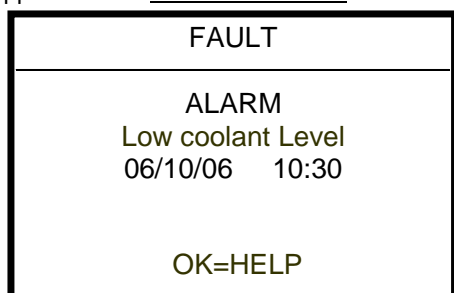 FAULT
ALARM
Low coolant Level
06/10/06 10:30
OK=HELP